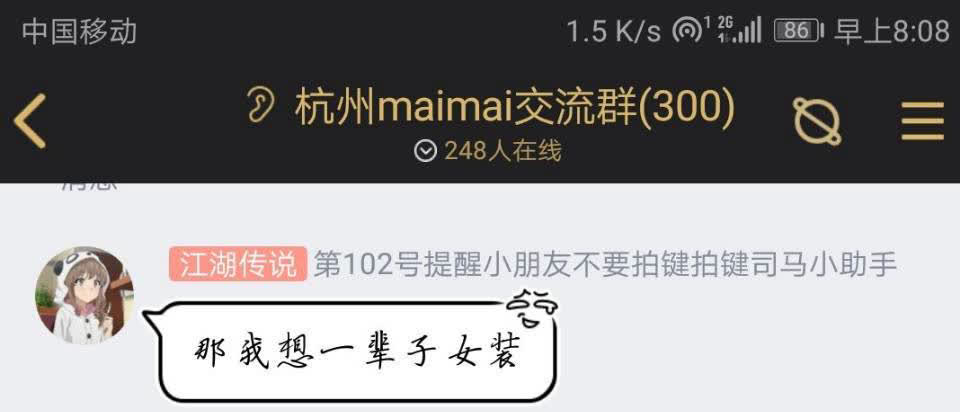 中国移动 1.5 K/s 1 2G 86 早上8:08
杭州maimai交流群(300)
248人在线
消息
江湖传说 第102号提醒小朋友不要拍键拍键司马小助手
那我想一辈子女装